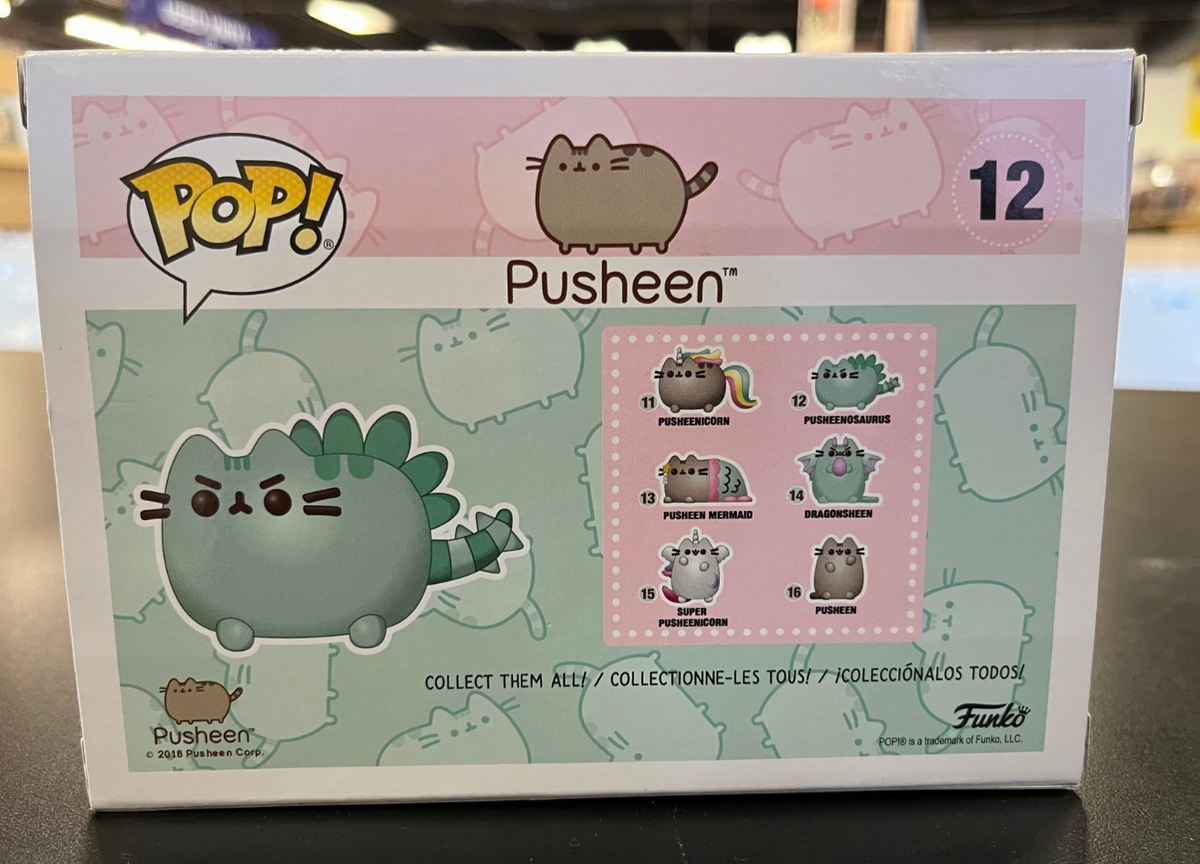 POP!®
12
Pusheen™
11
PUSHEENICORN
12
PUSHEENOSAURUS
13
PUSHEEN MERMAID
14
DRAGONSHEEN
15
SUPER
PUSHEENICORN
16
PUSHEEN
COLLECT THEM ALL! / COLLECTIONNE-LES TOUS! / ¡COLECCIÓNALOS TODOS!
Pusheen™
© 2018 Pusheen Corp.
Funko
POP!® is a trademark of Funko, LLC.